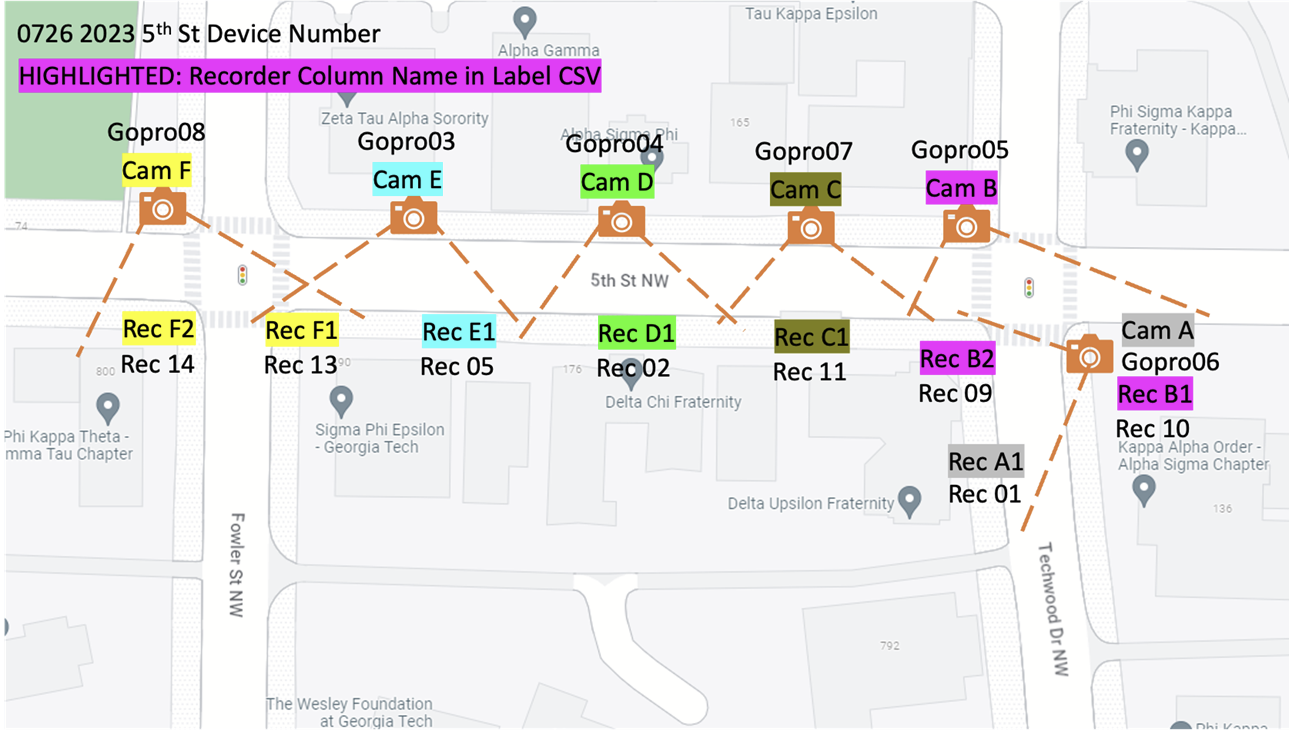 0726 2023 5th St Device Number
HIGHLIGHTED: Recorder Column Name in Label CSV
Tau Kappa Epsilon
Alpha Gamma
Zeta Tau Alpha Sorority
Alpha Sigma Phi
165
Phi Sigma Kappa
Fraternity - Kappa...
Gopro08
Cam F
Gopro03
Cam E
Gopro04
Cam D
Gopro07
Cam C
Gopro05
Cam B
74
5th St NW
Rec F2
Rec 14
Rec F1
Rec 13
Rec E1
Rec 05
Rec D1
Rec 02
Rec C1
Rec 11
Rec B2
Rec 09
Cam A
Gopro06
Rec B1
Rec 10
Rec A1
Rec 01
800
90
176
Delta Chi Fraternity
Phi Kappa Theta -
mma Tau Chapter
Sigma Phi Epsilon
- Georgia Tech
Kappa Alpha Order -
Alpha Sigma Chapter
Delta Upsilon Fraternity
136
Fowler St NW
Techwood Dr NW
792
The Wesley Foundation
at Georgia Tech
Phi Kappa